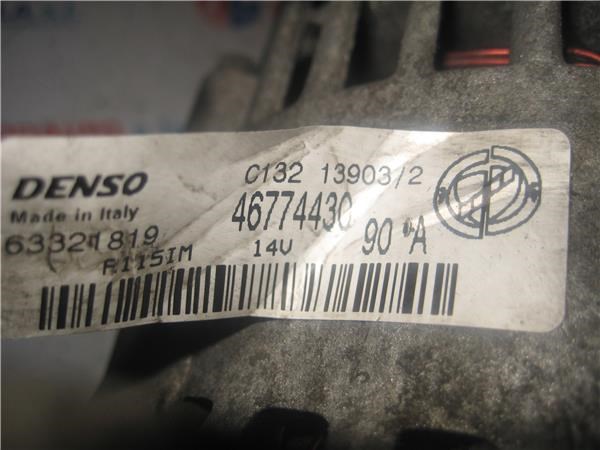 DENSO
Made in Italy
63321819
A115IM
C132 13903/2
46774430
14V
90 A